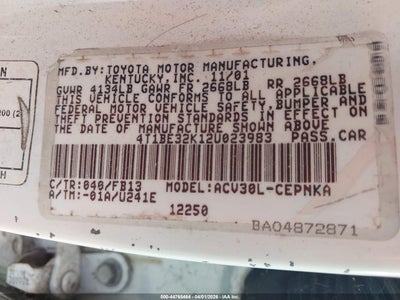 MFD.BY:TOYOTA MOTOR MANUFACTURING,
KENTUCKY,INC. 11/01
GVWR 4134LB GAWR FR 2668LB RR 2668LB
THIS VEHICLE CONFORMS TO ALL APPLICABLE
FEDERAL MOTOR VEHICLE SAFETY,BUMPER AND
THEFT PREVENTION STANDARDS IN EFFECT ON
THE DATE OF MANUFACTURE SHOWN ABOVE.
4T1BE32K12U023983 PASS.CAR
C/TR:040/FB13 MODEL:ACV30L-CEPNKA
A/TM:-01A/U241E
12250
BA04872871